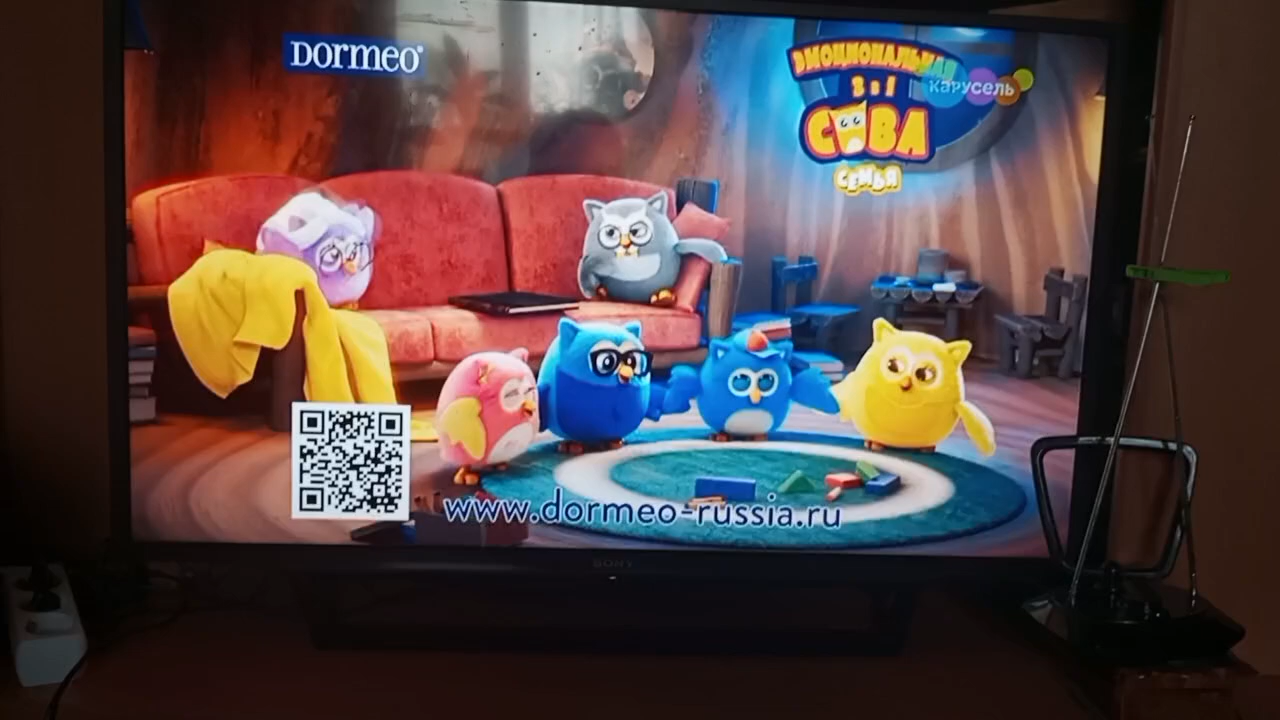 DORMEO
ЭМОЦИОНАЛЬНАЯ
3 в 1
СОВА
СЕМЬЯ
карусель
www.dormeo-russia.ru
SONY